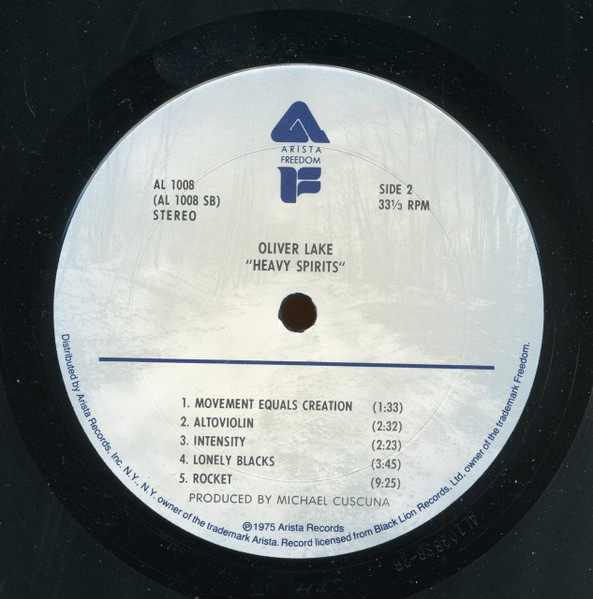 ARISTA
FREEDOM
AL 1008
(AL 1008 SB)
STEREO
SIDE 2
33⅓ RPM
OLIVER LAKE
"HEAVY SPIRITS"
1. MOVEMENT EQUALS CREATION (1:33)
2. ALTOVIOLIN (2:32)
3. INTENSITY (2:23)
4. LONELY BLACKS (3:45)
5. ROCKET (9:25)
PRODUCED BY MICHAEL CUSCUNA
℗1975 Arista Records
Distributed by Arista Records, Inc. N.Y., N.Y. owner of the trademark Arista. Record licensed from Black Lion Records, Ltd. owner of the trademark Freedom.